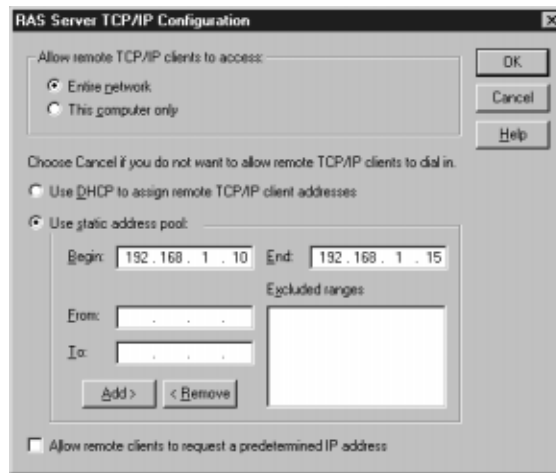 RAS Server TCP/IP Configuration
Allow remote TCP/IP clients to access:
Entire network
This computer only
OK
Cancel
Help
Choose Cancel if you do not want to allow remote TCP/IP clients to dial in.
Use DHCP to assign remote TCP/IP client addresses
Use static address pool:
Begin: 192 . 168 . 1 . 10 End: 192 . 168 . 1 . 15
Excluded ranges
From: . . .
To: . . .
Add > < Remove
Allow remote clients to request a predetermined IP address